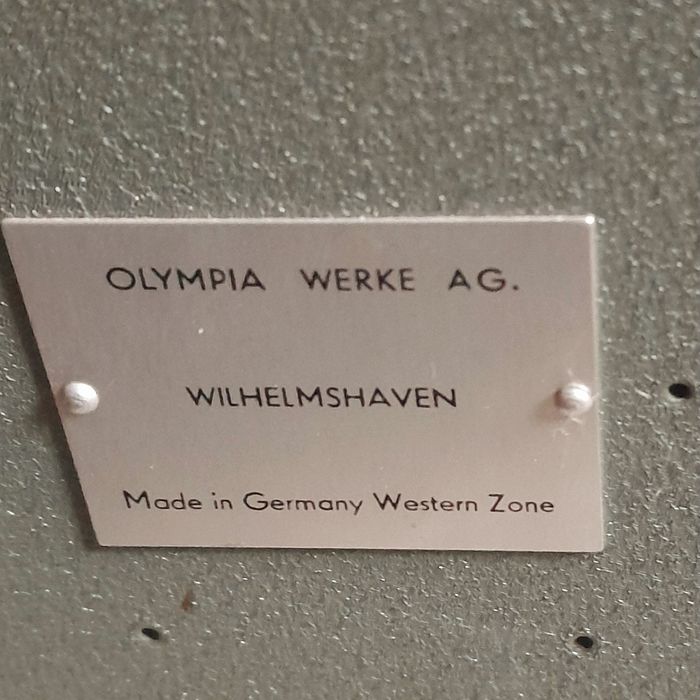 OLYMPIA WERKE AG.
WILHELMSHAVEN
Made in Germany Western Zone